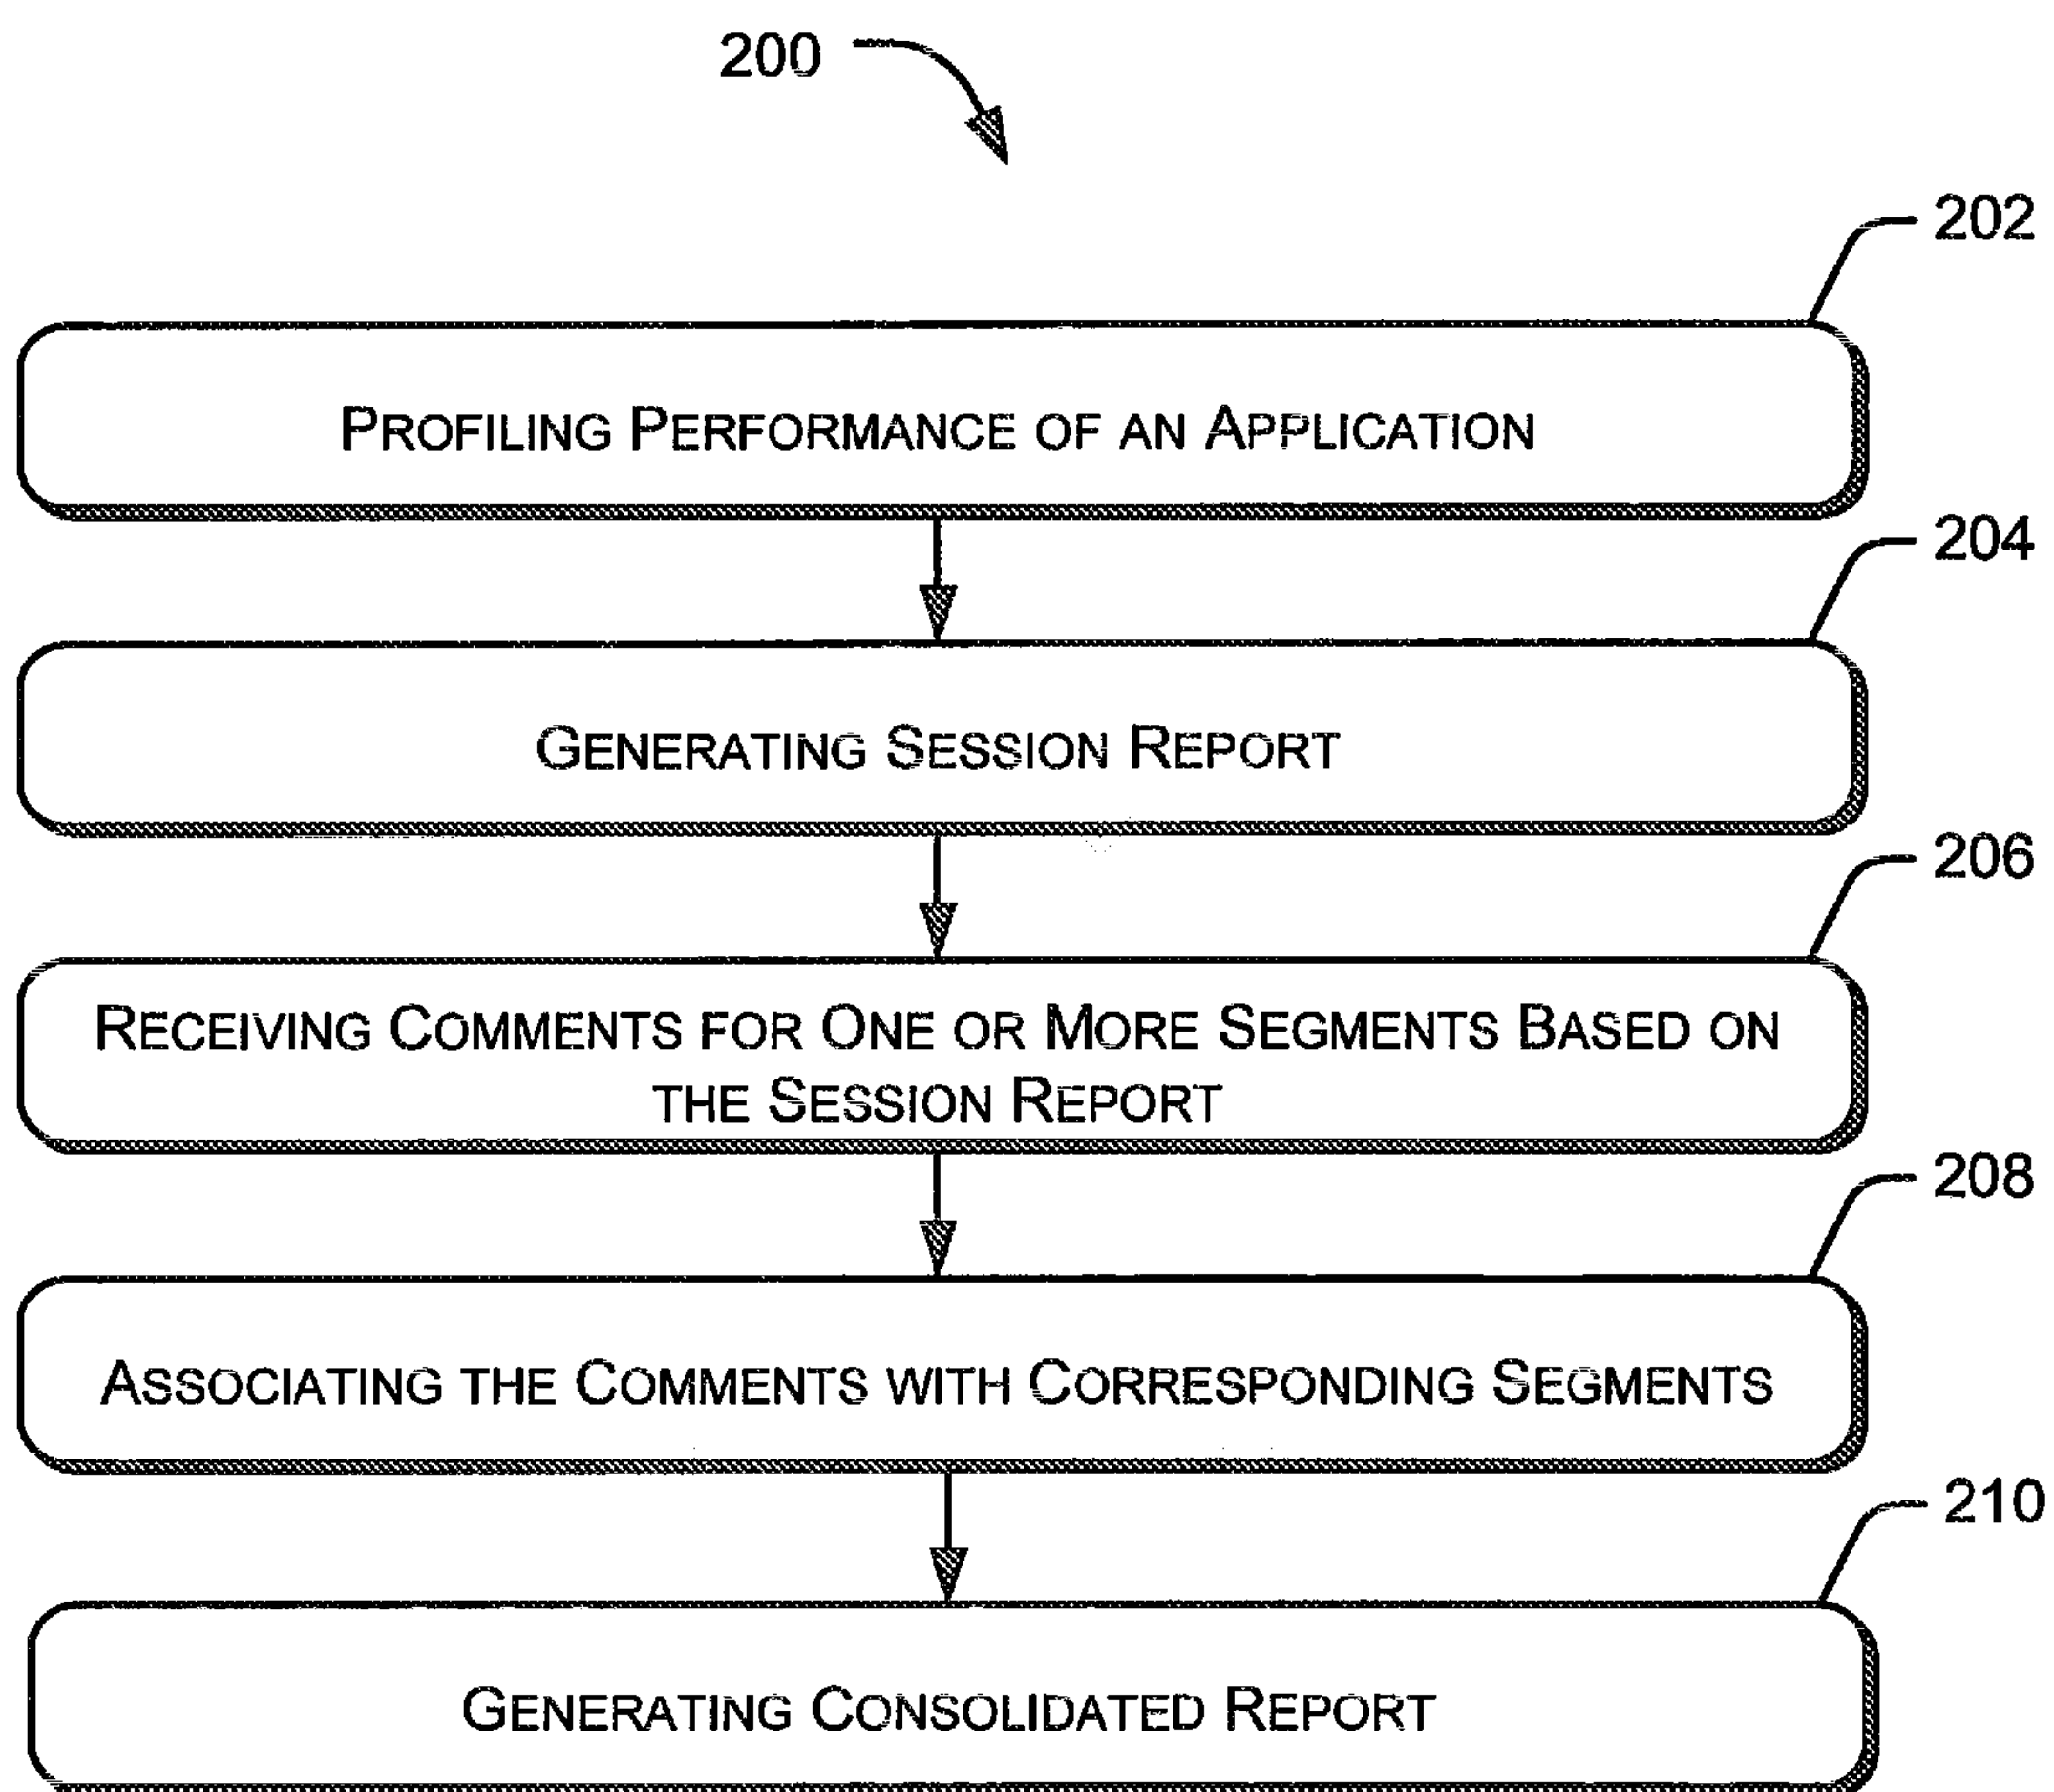 200
202
PROFILING PERFORMANCE OF AN APPLICATION
204
GENERATING SESSION REPORT
206
RECEIVING COMMENTS FOR ONE OR MORE SEGMENTS BASED ON
THE SESSION REPORT
208
ASSOCIATING THE COMMENTS WITH CORRESPONDING SEGMENTS
210
GENERATING CONSOLIDATED REPORT